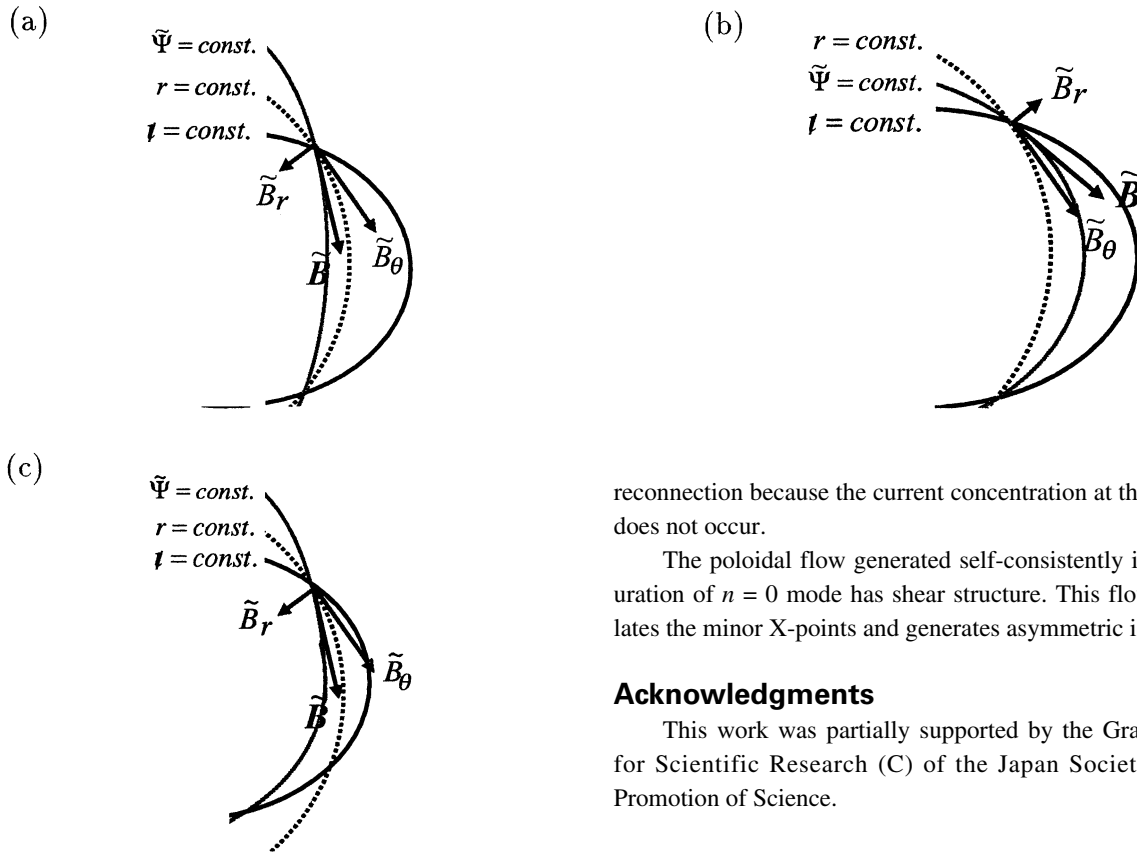 (a)
Ψ̃ = const.
r = const.
ɩ = const.
B̃r
B̃
B̃θ
(b)
r = const.
Ψ̃ = const.
ɩ = const.
B̃r
B̃
B̃θ
(c)
Ψ̃ = const.
r = const.
ɩ = const.
B̃r
B̃θ
B̃
reconnection because the current concentration at th
does not occur.
The poloidal flow generated self-consistently i
uration of n = 0 mode has shear structure. This flo
lates the minor X-points and generates asymmetric i
Acknowledgments
This work was partially supported by the Gra
for Scientific Research (C) of the Japan Societ
Promotion of Science.